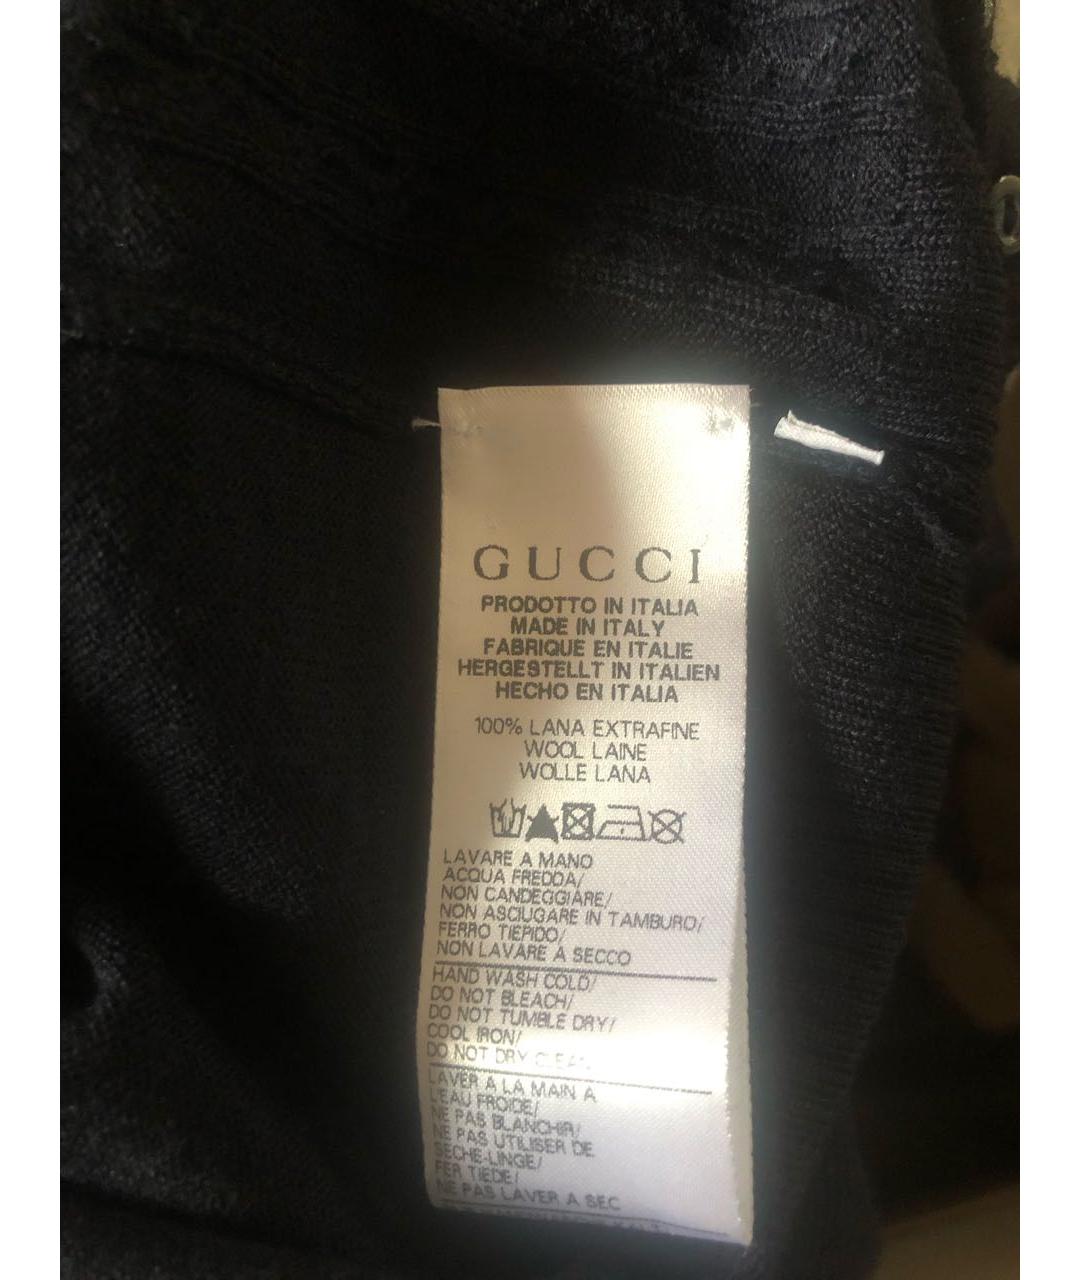 GUCCI
PRODOTTO IN ITALIA
MADE IN ITALY
FABRIQUE EN ITALIE
HERGESTELLT IN ITALIEN
HECHO EN ITALIA
100% LANA EXTRAFINE
WOOL LAINE
WOLLE LANA
LAVARE A MANO
ACQUA FREDDA/
NON CANDEGGIARE/
NON ASCIUGARE IN TAMBURO/
FERRO TIEPIDO/
NON LAVARE A SECCO
HAND WASH COLD/
DO NOT BLEACH/
DO NOT TUMBLE DRY/
COOL IRON/
DO NOT DRY CLEAN
LAVER A LA MAIN A
L'EAU FROIDE/
NE PAS BLANCHIR/
NE PAS UTILISER DE
SECHE-LINGE/
FER TIEDE/
NE PAS LAVER A SEC